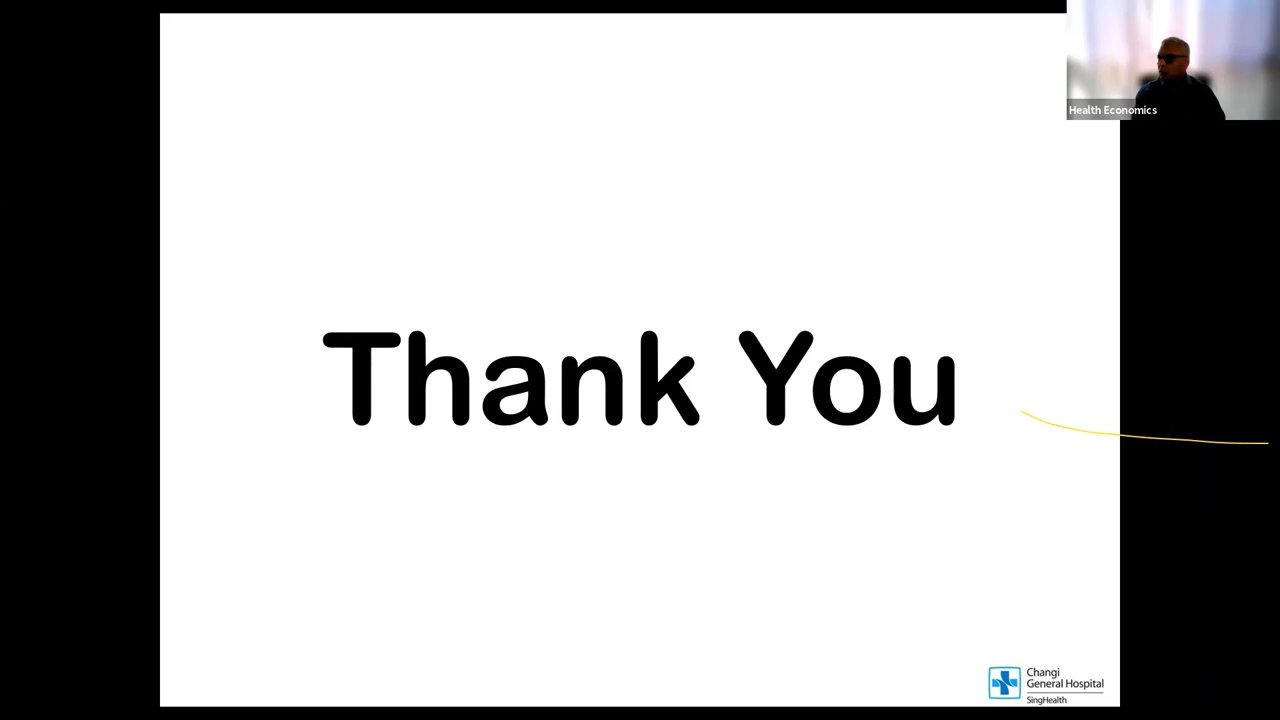 Health Economics
Thank You
Changi
General Hospital
SingHealth